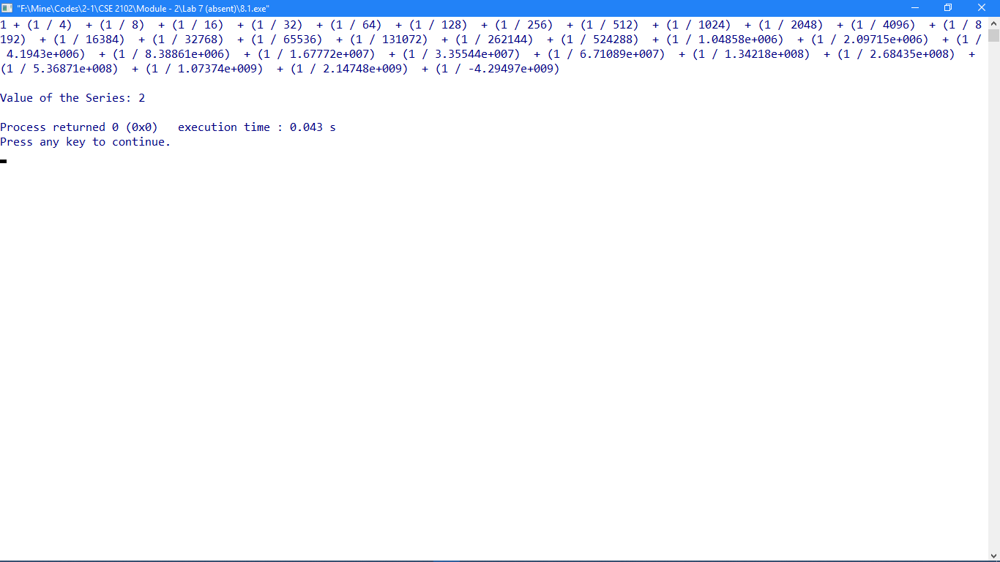 "F:\Mine\Codes\2-1\CSE 2102\Module - 2\Lab 7 (absent)\8.1.exe"
1 + (1 / 4)  + (1 / 8)  + (1 / 16)  + (1 / 32)  + (1 / 64)  + (1 / 128)  + (1 / 256)  + (1 / 512)  + (1 / 1024)  + (1 / 2048)  + (1 / 4096)  + (1 / 8
192)  + (1 / 16384)  + (1 / 32768)  + (1 / 65536)  + (1 / 131072)  + (1 / 262144)  + (1 / 524288)  + (1 / 1.04858e+006)  + (1 / 2.09715e+006)  + (1 /
 4.1943e+006)  + (1 / 8.38861e+006)  + (1 / 1.67772e+007)  + (1 / 3.35544e+007)  + (1 / 6.71089e+007)  + (1 / 1.34218e+008)  + (1 / 2.68435e+008)  +
(1 / 5.36871e+008)  + (1 / 1.07374e+009)  + (1 / 2.14748e+009)  + (1 / -4.29497e+009)
Value of the Series: 2
Process returned 0 (0x0)   execution time : 0.043 s
Press any key to continue.